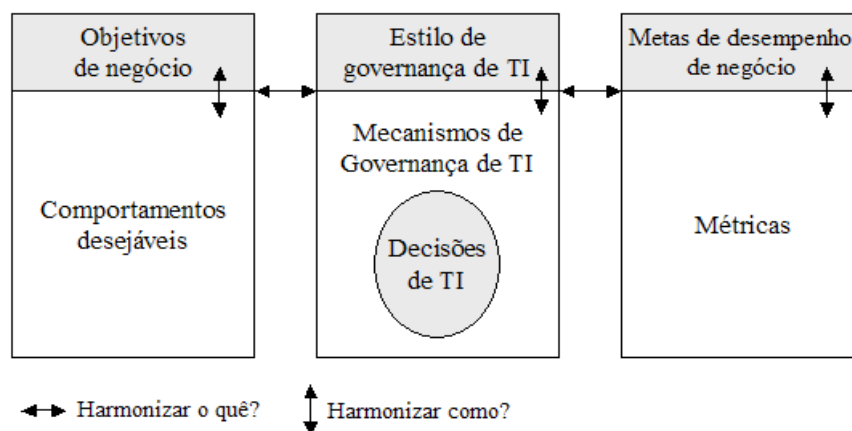 Objetivos
de negócio
Comportamentos
desejáveis
Estilo de
governança de TI
Mecanismos de
Governança de TI
Decisões
de TI
Metas de desempenho
de negócio
Métricas
Harmonizar o quê?
Harmonizar como?